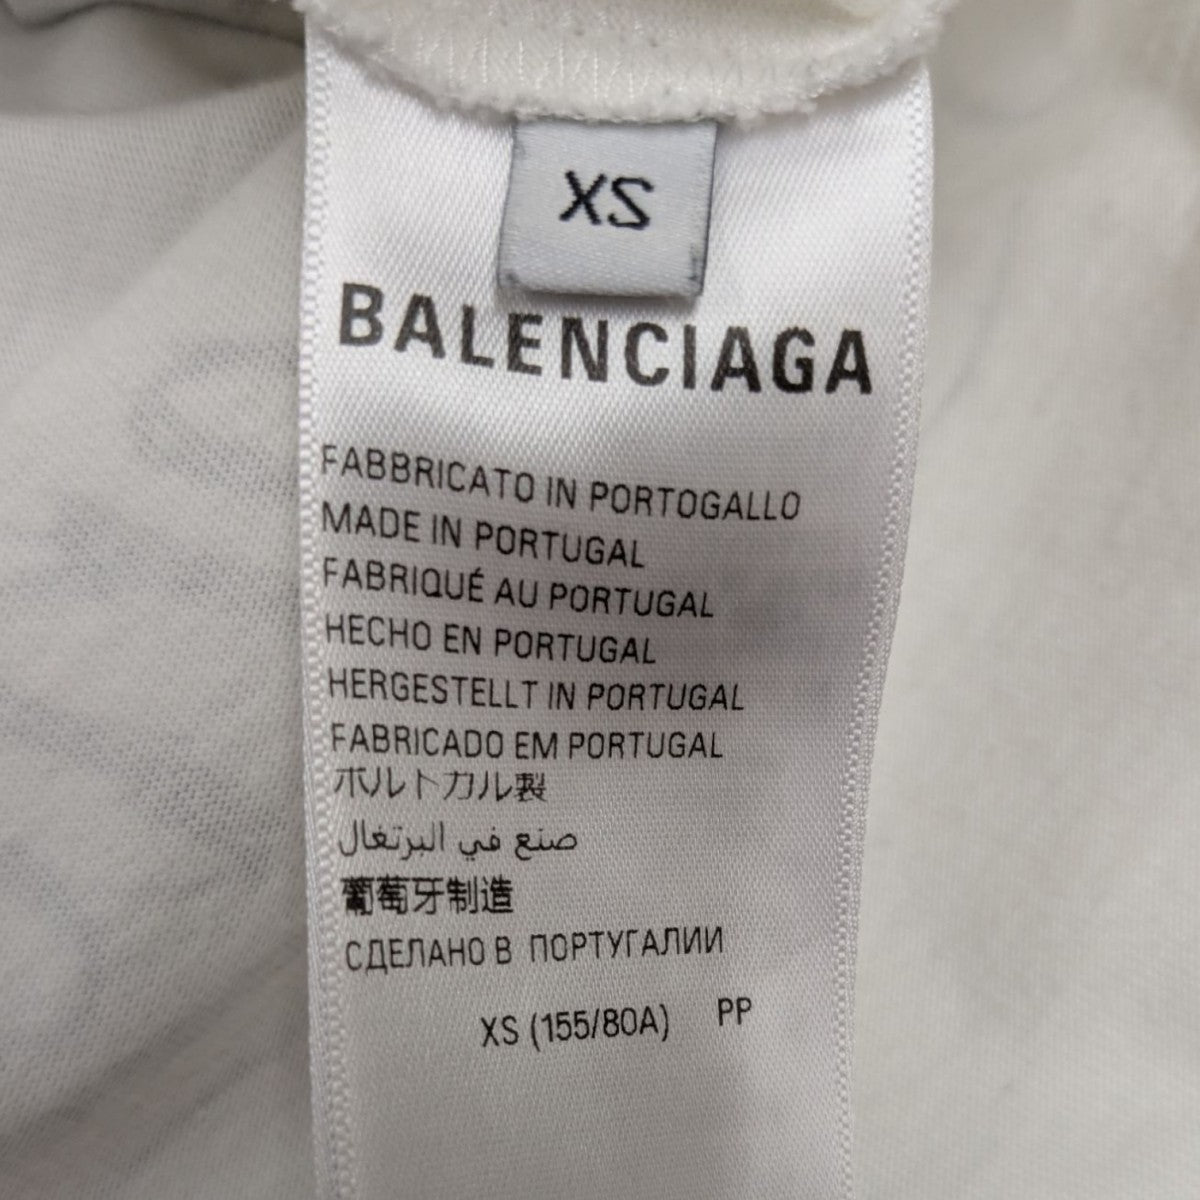 XS
BALENCIAGA
FABBRICATO IN PORTOGALLO
MADE IN PORTUGAL
FABRIQUÉ AU PORTUGAL
HECHO EN PORTUGAL
HERGESTELLT IN PORTUGAL
FABRICADO EM PORTUGAL
ポルトガル製
صنع في البرتغال
葡萄牙制造
СДЕЛАНО В ПОРТУГАЛИИ
XS (155/80A) PP